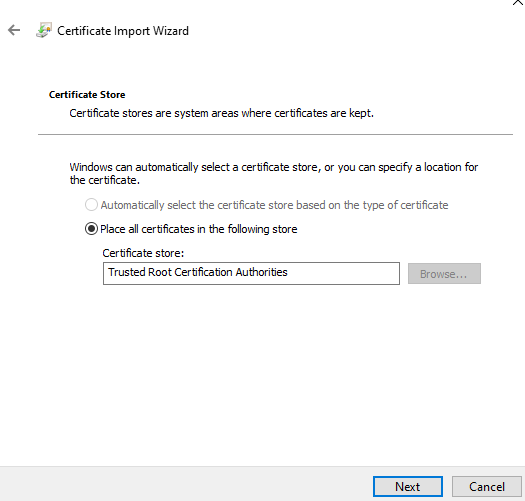 Certificate Import Wizard
Certificate Store
Certificate stores are system areas where certificates are kept.
Windows can automatically select a certificate store, or you can specify a location for
the certificate.
Automatically select the certificate store based on the type of certificate
Place all certificates in the following store
Certificate store:
Trusted Root Certification Authorities
Browse...
Next
Cancel